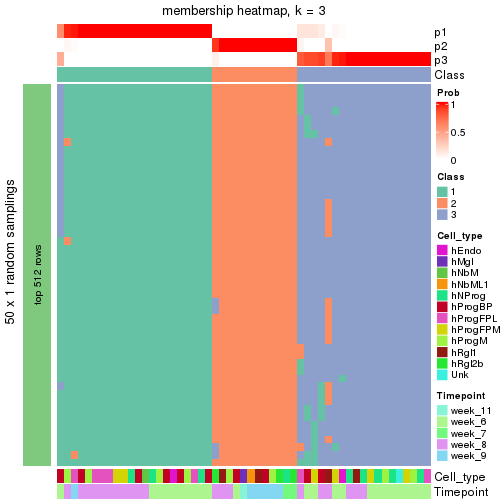 membership heatmap, k = 3
p1
p2
p3
Class
50 x 1 random samplings
top 512 rows
Prob
1
0.5
0
Class
1
2
3
Cell_type
hEndo
hMgl
hNbM
hNbML1
hNProg
hProgBP
hProgFPL
hProgFPM
hProgM
hRgl1
hRgl2b
Unk
Timepoint
week_11
week_6
week_7
week_8
week_9
Cell_type
Timepoint